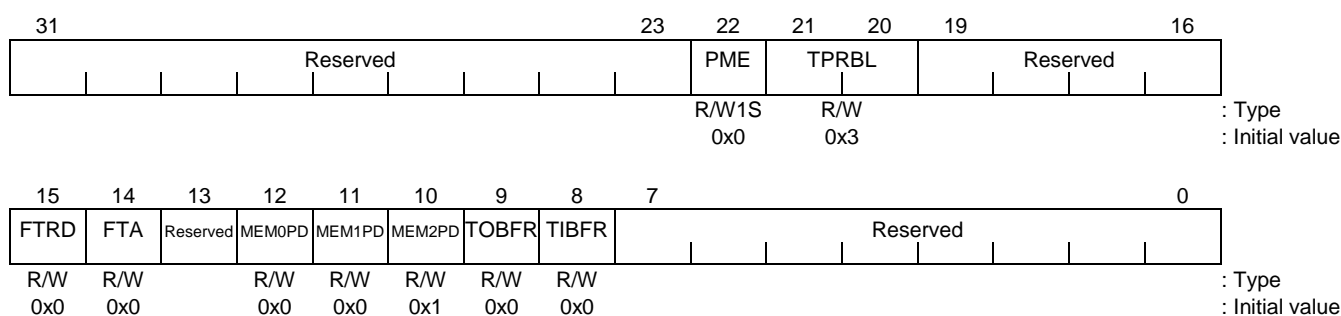 31 23 22 21 20 19 16
Reserved PME TPRBL Reserved
R/W1S R/W : Type
0x0 0x3 : Initial value
15 14 13 12 11 10 9 8 7 0
FTRD FTA Reserved MEM0PD MEM1PD MEM2PD TOBFR TIBFR Reserved
R/W R/W R/W R/W R/W R/W R/W : Type
0x0 0x0 0x0 0x0 0x1 0x0 0x0 : Initial value